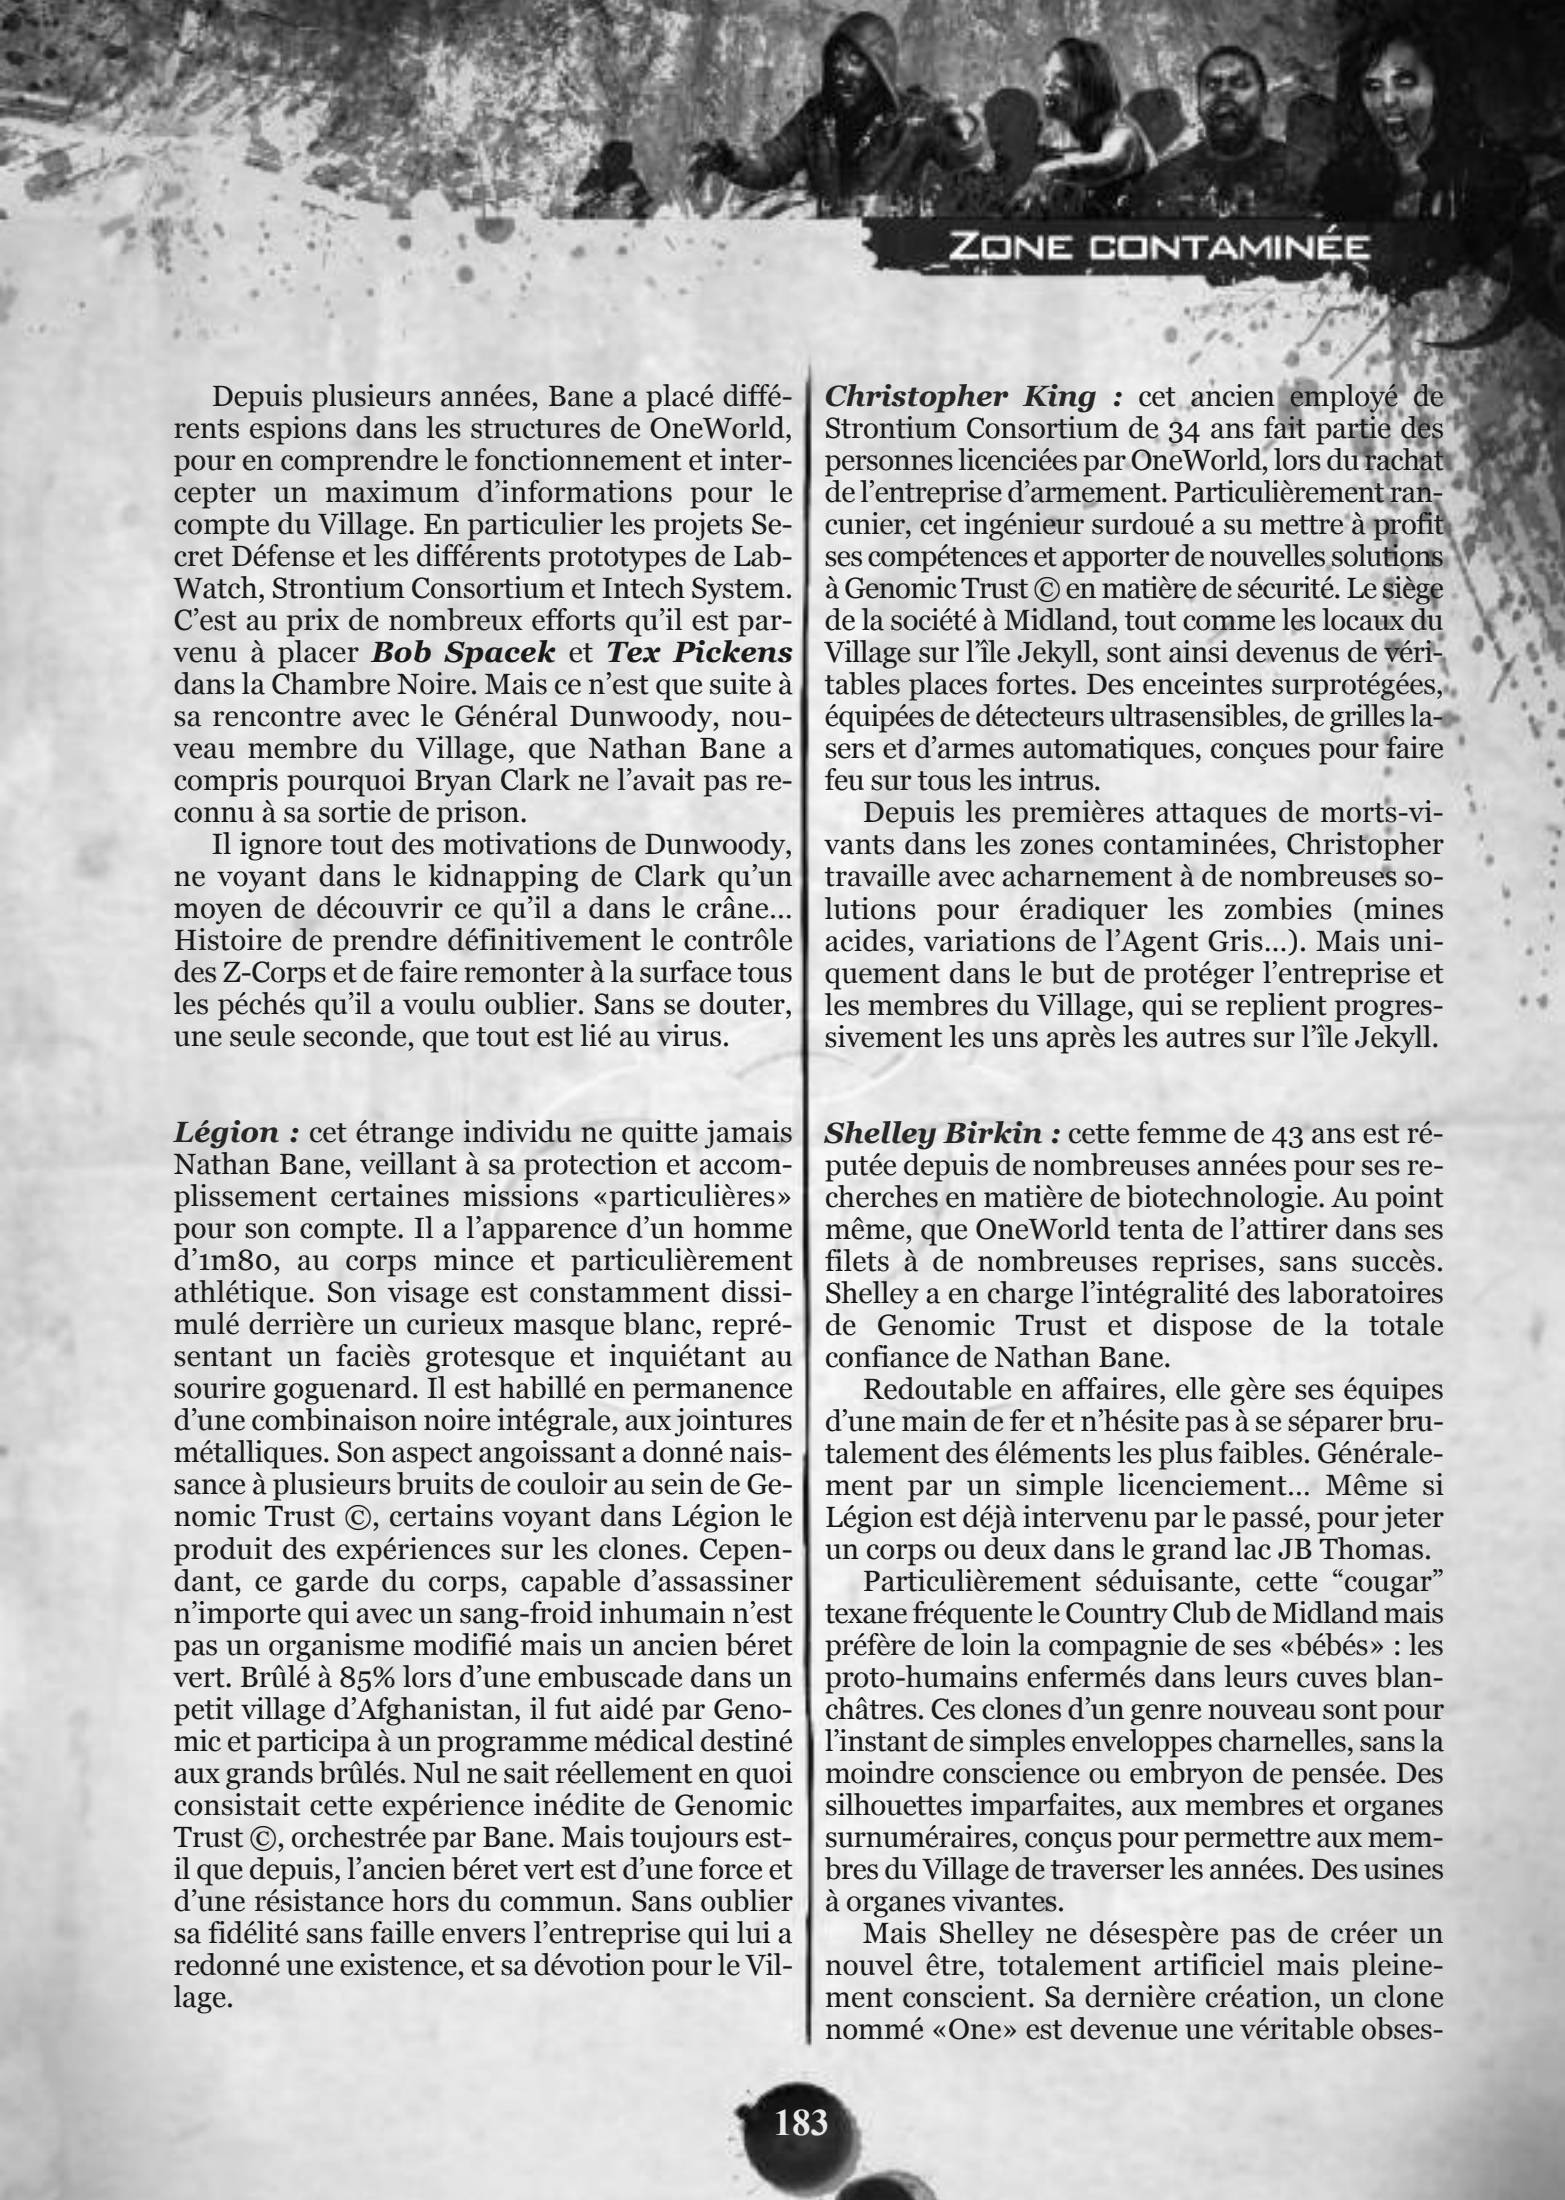 ZONE CONTAMINÉE
Depuis plusieurs années, Bane a placé diffé-
rents espions dans les structures de OneWorld,
pour en comprendre le fonctionnement et inter-
cepter un maximum d’informations pour le
compte du Village. En particulier les projets Se-
cret Défense et les différents prototypes de Lab-
Watch, Strontium Consortium et Intech System.
C’est au prix de nombreux efforts qu’il est par-
venu à placer Bob Spacek et Tex Pickens
dans la Chambre Noire. Mais ce n’est que suite à
sa rencontre avec le Général Dunwoody, nou-
veau membre du Village, que Nathan Bane a
compris pourquoi Bryan Clark ne l’avait pas re-
connu à sa sortie de prison.
Il ignore tout des motivations de Dunwoody,
ne voyant dans le kidnapping de Clark qu’un
moyen de découvrir ce qu’il a dans le crâne...
Histoire de prendre définitivement le contrôle
des Z-Corps et de faire remonter à la surface tous
les péchés qu’il a voulu oublier. Sans se douter,
une seule seconde, que tout est lié au virus.
Légion : cet étrange individu ne quitte jamais
Nathan Bane, veillant à sa protection et accom-
plissement certaines missions «particulières»
pour son compte. Il a l’apparence d’un homme
d’1m80, au corps mince et particulièrement
athlétique. Son visage est constamment dissi-
mulé derrière un curieux masque blanc, repré-
sentant un faciès grotesque et inquiétant au
sourire goguenard. Il est habillé en permanence
d’une combinaison noire intégrale, aux jointures
métalliques. Son aspect angoissant a donné nais-
sance à plusieurs bruits de couloir au sein de Ge-
nomic Trust ©, certains voyant dans Légion le
produit des expériences sur les clones. Cepen-
dant, ce garde du corps, capable d’assassiner
n’importe qui avec un sang-froid inhumain n’est
pas un organisme modifié mais un ancien béret
vert. Brûlé à 85% lors d’une embuscade dans un
petit village d’Afghanistan, il fut aidé par Geno-
mic et participa à un programme médical destiné
aux grands brûlés. Nul ne sait réellement en quoi
consistait cette expérience inédite de Genomic
Trust ©, orchestrée par Bane. Mais toujours est-
il que depuis, l’ancien béret vert est d’une force et
d’une résistance hors du commun. Sans oublier
sa fidélité sans faille envers l’entreprise qui lui a
redonné une existence, et sa dévotion pour le Vil-
lage.
Christopher King : cet ancien employé de
Strontium Consortium de 34 ans fait partie des
personnes licenciées par OneWorld, lors du rachat
de l’entreprise d’armement. Particulièrement ran-
cunier, cet ingénieur surdoué a su mettre à profit
ses compétences et apporter de nouvelles solutions
à Genomic Trust © en matière de sécurité. Le siège
de la société à Midland, tout comme les locaux du
Village sur l’île Jekyll, sont ainsi devenus de véri-
tables places fortes. Des enceintes surprotégées,
équipées de détecteurs ultrasensibles, de grilles la-
sers et d’armes automatiques, conçues pour faire
feu sur tous les intrus.
Depuis les premières attaques de morts-vi-
vants dans les zones contaminées, Christopher
travaille avec acharnement à de nombreuses so-
lutions pour éradiquer les zombies (mines
acides, variations de l’Agent Gris...). Mais uni-
quement dans le but de protéger l’entreprise et
les membres du Village, qui se replient progres-
sivement les uns après les autres sur l’île Jekyll.
Shelley Birkin : cette femme de 43 ans est ré-
putée depuis de nombreuses années pour ses re-
cherches en matière de biotechnologie. Au point
même, que OneWorld tenta de l’attirer dans ses
filets à de nombreuses reprises, sans succès.
Shelley a en charge l’intégralité des laboratoires
de Genomic Trust et dispose de la totale
confiance de Nathan Bane.
Redoutable en affaires, elle gère ses équipes
d’une main de fer et n’hésite pas à se séparer bru-
talement des éléments les plus faibles. Générale-
ment par un simple licenciement... Même si
Légion est déjà intervenu par le passé, pour jeter
un corps ou deux dans le grand lac JB Thomas.
Particulièrement séduisante, cette “cougar”
texane fréquente le Country Club de Midland mais
préfère de loin la compagnie de ses «bébés» : les
proto-humains enfermés dans leurs cuves blan-
châtres. Ces clones d’un genre nouveau sont pour
l’instant de simples enveloppes charnelles, sans la
moindre conscience ou embryon de pensée. Des
silhouettes imparfaites, aux membres et organes
surnuméraires, conçus pour permettre aux mem-
bres du Village de traverser les années. Des usines
à organes vivantes.
Mais Shelley ne désespère pas de créer un
nouvel être, totalement artificiel mais pleine-
ment conscient. Sa dernière création, un clone
nommé «One» est devenue une véritable obses-
183